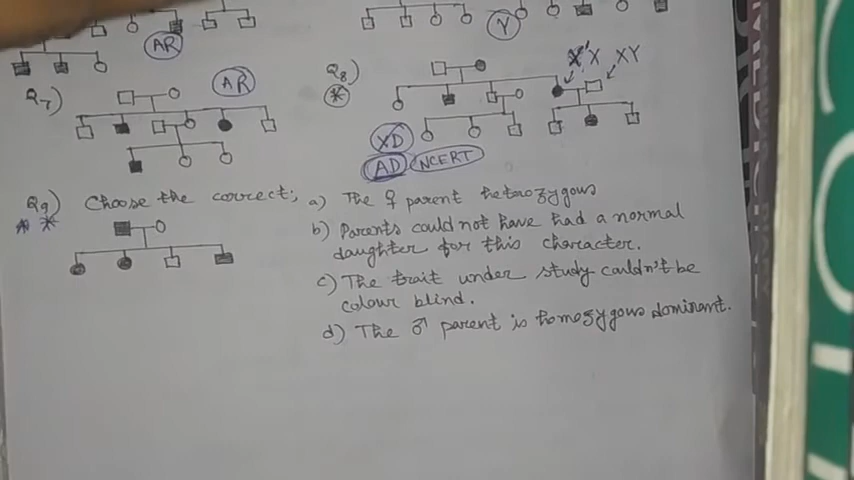 AR
Y
Q7)
AR
Q8)
*
X'X
XY
XD
AD NCERT
Q9) Choose the correct;
* *
a) The ♀ parent hetrozygous
b) Parents could not have had a normal
daughter for this character.
c) The trait under study couldn't be
colour blind.
d) The ♂ parent is homozygous dominant.